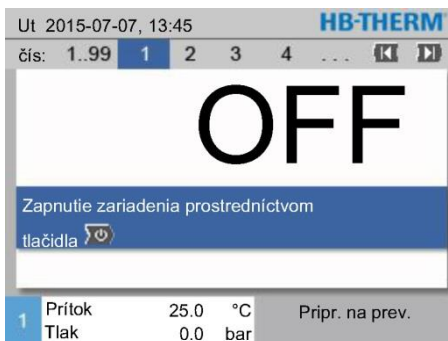 Ut 2015-07-07, 13:45 HB-THERM
čís: 1..99 1 2 3 4 ...
OFF
Zapnutie zariadenia prostredníctvom
tlačidla
1 Prítok 25.0 °C Pripr. na prev.
Tlak 0.0 bar